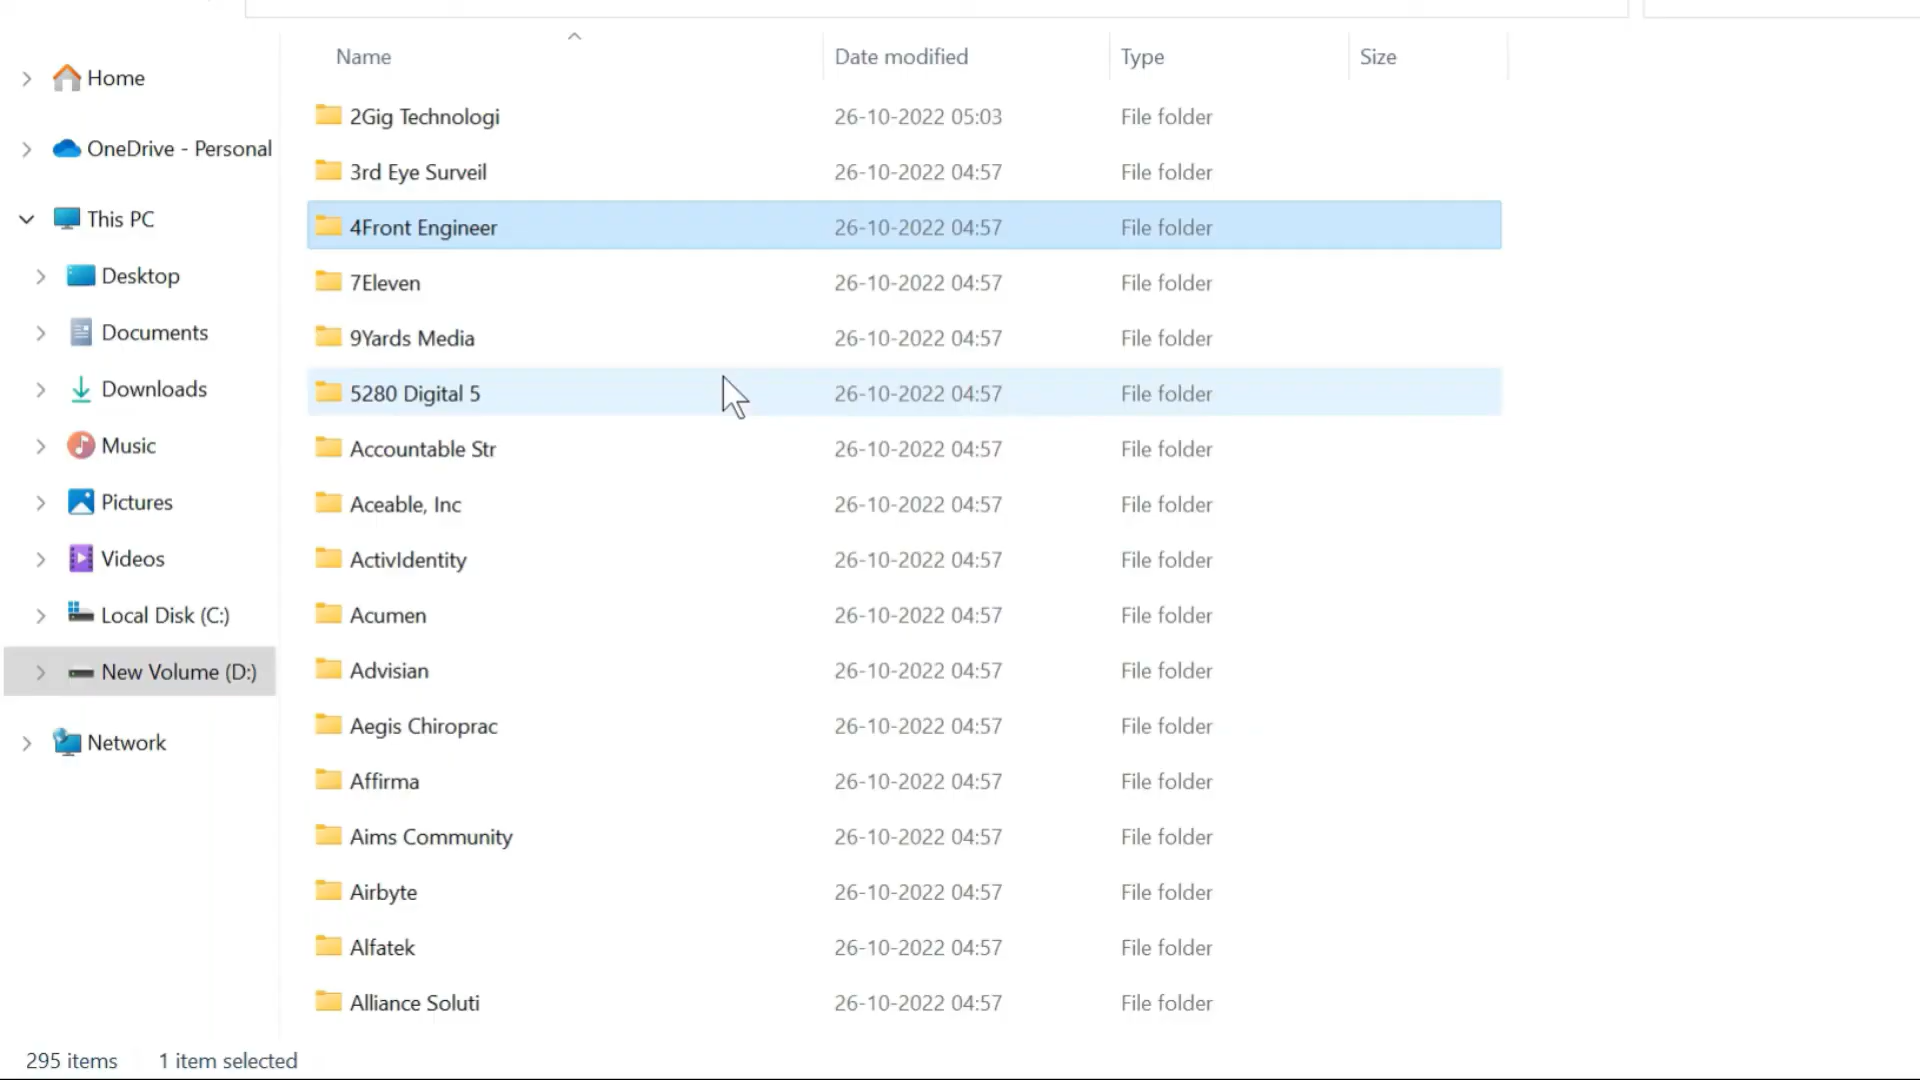 Name Date modified Type Size
Home
OneDrive - Personal
This PC
Desktop
Documents
Downloads
Music
Pictures
Videos
Local Disk (C:)
New Volume (D:)
Network
2Gig Technologi 26-10-2022 05:03 File folder
3rd Eye Surveil 26-10-2022 04:57 File folder
4Front Engineer 26-10-2022 04:57 File folder
7Eleven 26-10-2022 04:57 File folder
9Yards Media 26-10-2022 04:57 File folder
5280 Digital 5 26-10-2022 04:57 File folder
Accountable Str 26-10-2022 04:57 File folder
Aceable, Inc 26-10-2022 04:57 File folder
ActivIdentity 26-10-2022 04:57 File folder
Acumen 26-10-2022 04:57 File folder
Advisian 26-10-2022 04:57 File folder
Aegis Chiroprac 26-10-2022 04:57 File folder
Affirma 26-10-2022 04:57 File folder
Aims Community 26-10-2022 04:57 File folder
Airbyte 26-10-2022 04:57 File folder
Alfatek 26-10-2022 04:57 File folder
Alliance Soluti 26-10-2022 04:57 File folder
295 items 1 item selected